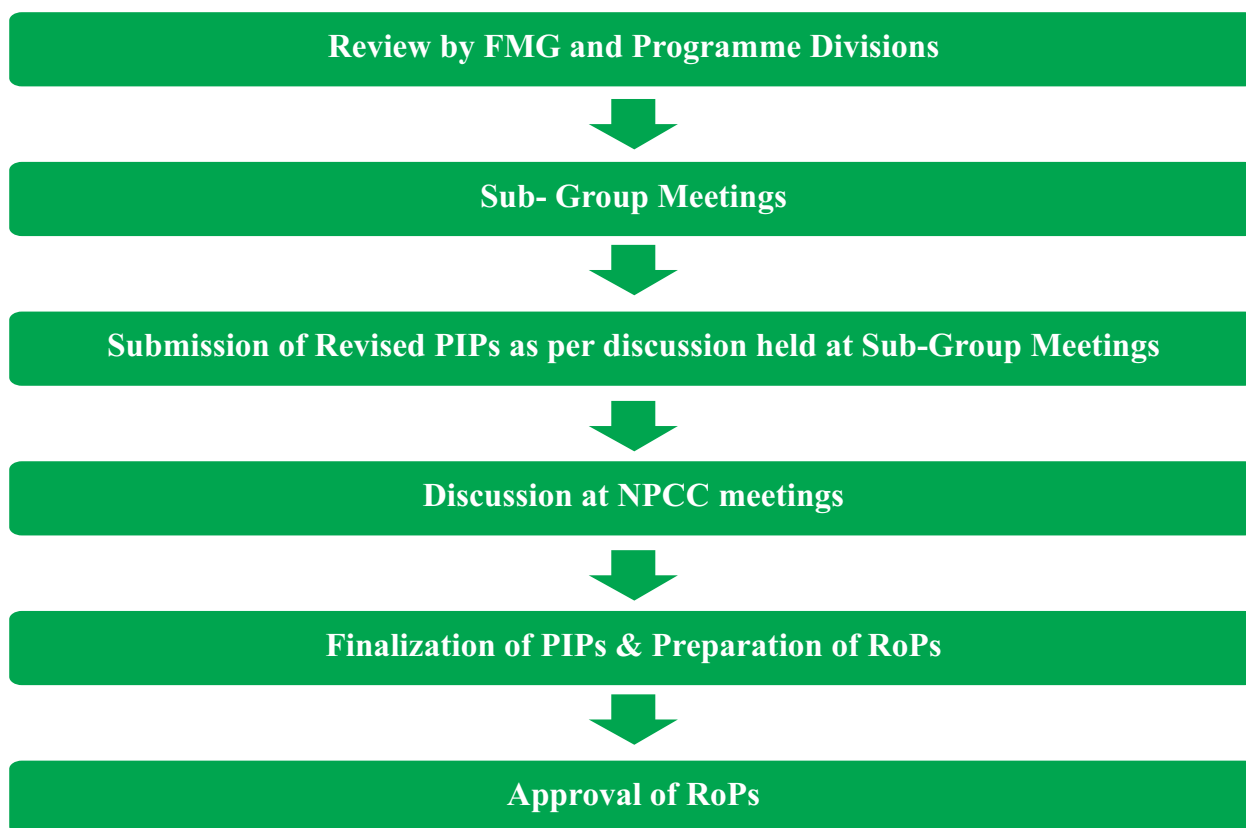 Review by FMG and Programme Divisions
Sub- Group Meetings
Submission of Revised PIPs as per discussion held at Sub-Group Meetings
Discussion at NPCC meetings
Finalization of PIPs & Preparation of RoPs
Approval of RoPs